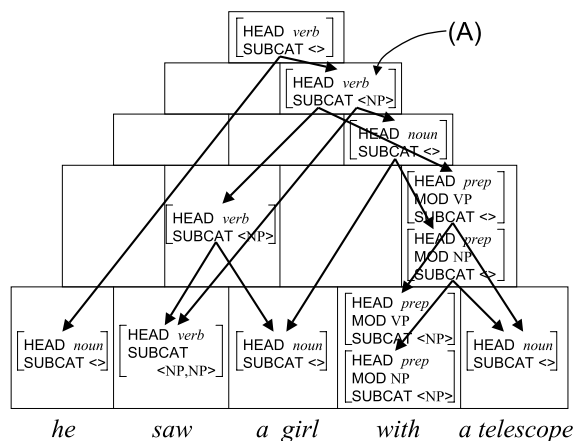 HEAD verb
SUBCAT <>
(A)
HEAD verb
SUBCAT <NP>
HEAD noun
SUBCAT <>
HEAD prep
MOD VP
SUBCAT <>
HEAD verb
SUBCAT <NP>
HEAD prep
MOD NP
SUBCAT <>
HEAD noun
SUBCAT <>
HEAD verb
SUBCAT
<NP,NP>
HEAD noun
SUBCAT <>
HEAD prep
MOD VP
SUBCAT <NP>
HEAD prep
MOD NP
SUBCAT <NP>
HEAD noun
SUBCAT <>
he saw a girl with a telescope